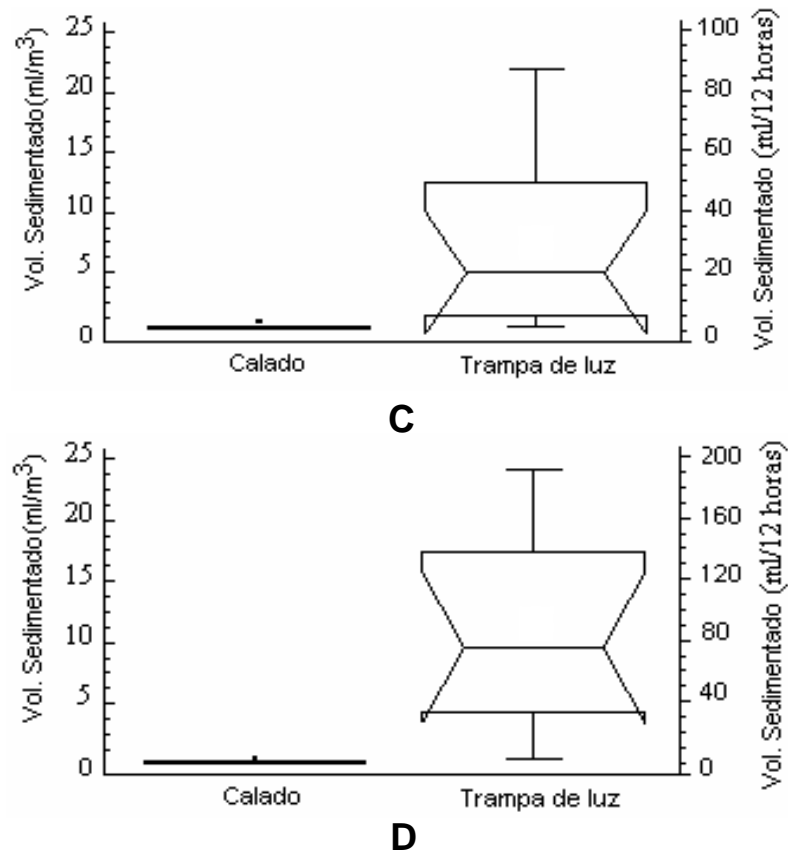 Vol. Sedimentado (ml/m³)
25
20
15
10
5
0
Calado
Trampa de luz
100
80
60
40
20
0
Vol. Sedimentado (ml/12 horas)
C
Vol. Sedimentado (ml/m³)
25
20
15
10
5
0
Calado
Trampa de luz
200
160
120
80
40
0
Vol. Sedimentado (ml/12 horas)
D